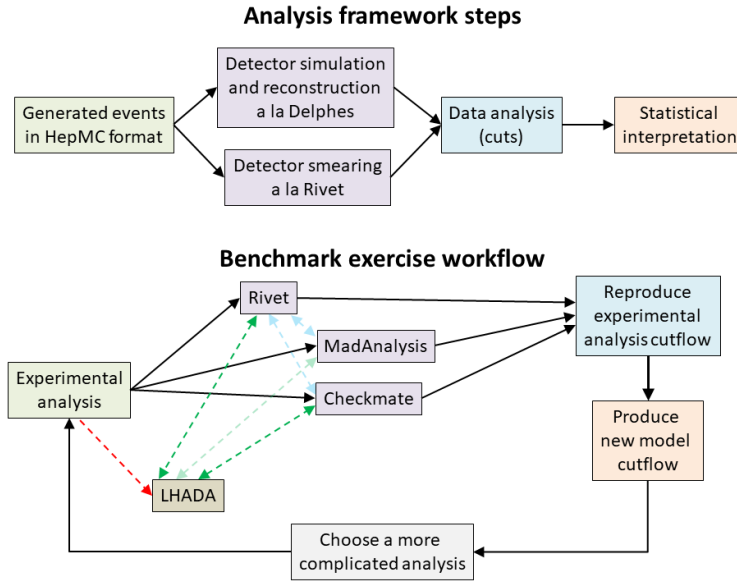 Analysis framework steps
Generated events
in HepMC format
Detector simulation
and reconstruction
a la Delphes
Detector smearing
a la Rivet
Data analysis
(cuts)
Statistical
interpretation
Benchmark exercise workflow
Rivet
MadAnalysis
Checkmate
Experimental
analysis
LHADA
Reproduce
experimental
analysis cutflow
Produce
new model
cutflow
Choose a more
complicated analysis